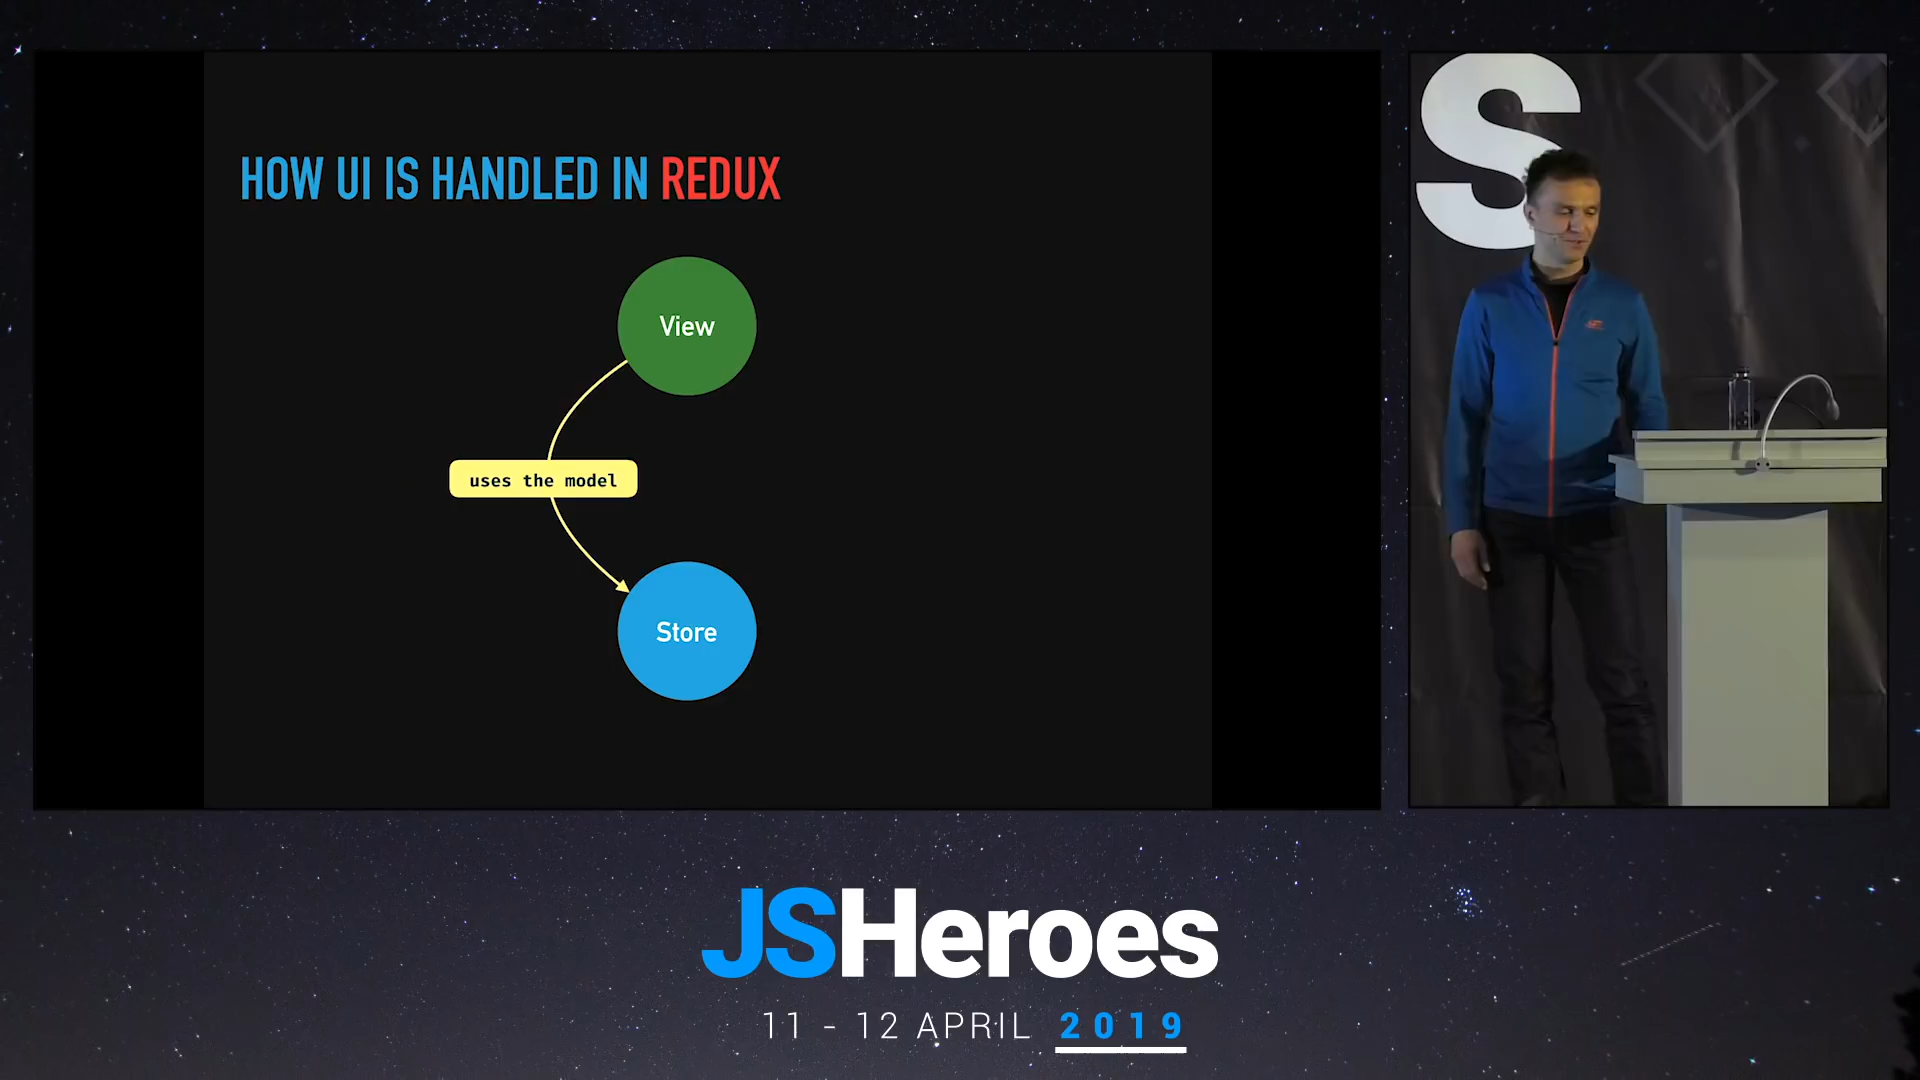 HOW UI IS HANDLED IN REDUX
View
uses the model
Store
S
JSHeroes
11 - 12 APRIL 2019